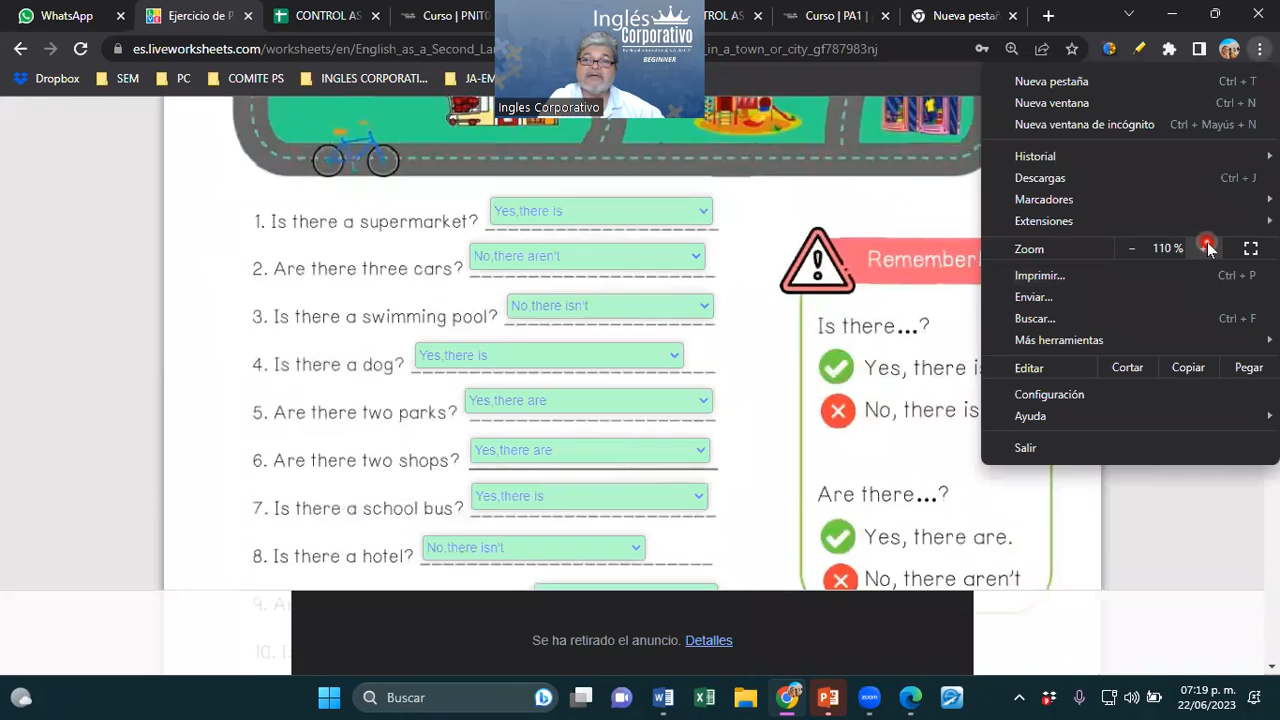 Ejercicio de P
CONTROL AS
Curso | PNIT
Inglés
Corporativo
BEGINNER
Ingles Corporativo
ROL AS
Curso | PA1
Nueva pestaña
es.liveworksheets.com/worksheets/en/English_as_a_Second_La
_in_a_town_or_city_gf787983nj
Dropbox
SEM
PC
COMITE PS
INGLES CORPORATI...
JA-EM
Nueva pestaña Ctrl + T
Nueva ventana Ctrl + N
Nueva ventana de incógnito Ctrl + Mayús + N
Historial
Descargas Ctrl + J
Marcadores
Extensiones
Zoom − 110 %
Imprimir... Ctrl + P
Enviar...
Buscar... Ctrl + F
Más herramientas
Editar Cortar Copiar Pegar
Configuración
Ayuda
Salir
1. Is there a supermarket? Yes,there is
2. Are there three cars? No,there aren't
3. Is there a swimming pool? No,there isn't
4. Is there a dog? Yes,there is
5. Are there two parks? Yes,there are
6. Are there two shops? Yes,there are
7. Is there a school bus? Yes,there is
8. Is there a hotel? No,there isn't
9. A
10. I
Remember!
Is there...?
Yes, there i
No, there is
Are there...?
Yes, there are.
No, there aren't
Se ha retirado el anuncio. Detalles
Buscar
07:19 p. m.
22/06/2023